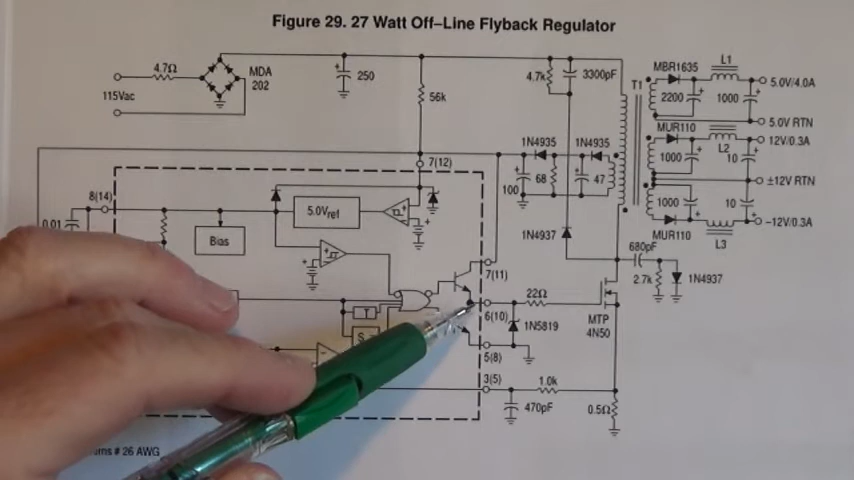 Figure 29. 27 Watt Off–Line Flyback Regulator
4.7Ω
MDA
202
115Vac
250
56k
4.7k
3300pF
T1
MBR1635
L1
2200
1000
5.0V/4.0A
5.0V RTN
MUR110
L2
12V/0.3A
1000
10
±12V RTN
1000
10
MUR110
L3
–12V/0.3A
7(12)
1N4935
1N4935
100
68
47
8(14)
0.01
5.0Vref
Bias
1N4937
680pF
2.7k
1N4937
7(11)
22Ω
6(10)
MTP
4N50
1N5819
5(8)
T
S
3(5)
1.0k
470pF
0.5Ω
# 26 AWG